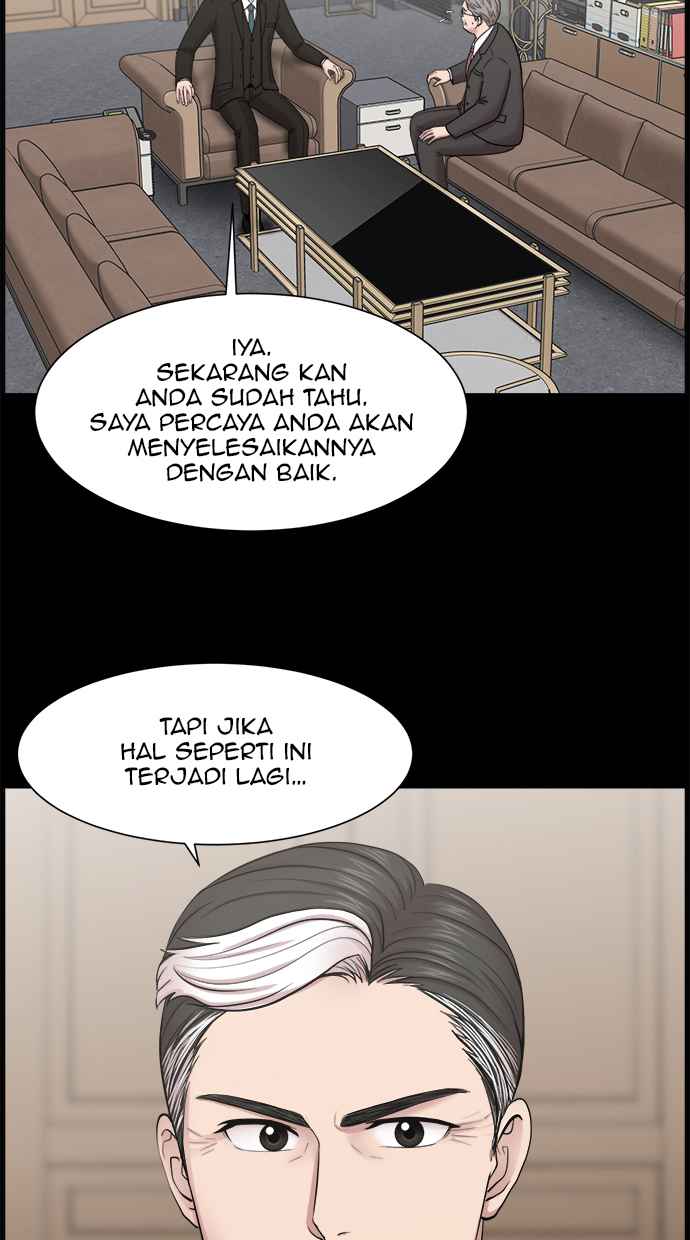 IYA.
SEKARANG KAN
ANDA SUDAH TAHU.
SAYA PERCAYA ANDA AKAN
MENYELESAIKANNYA
DENGAN BAIK.
TAPI JIKA
HAL SEPERTI INI
TERJADI LAGI...